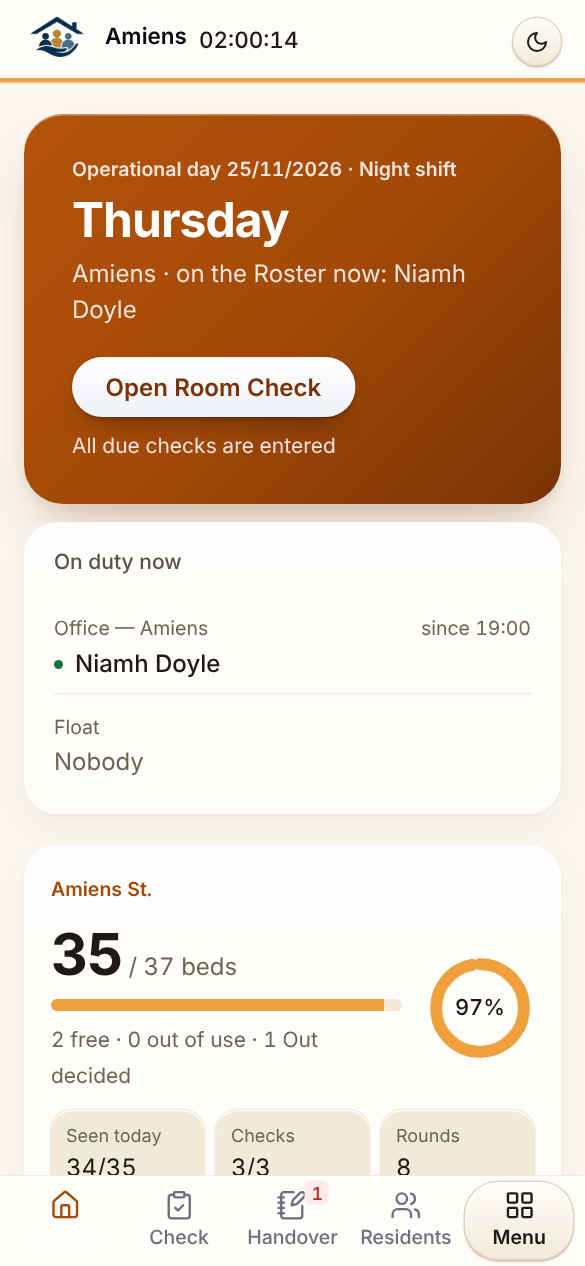 Amiens 02:00:14
Operational day 25/11/2026 · Night shift
Thursday
Amiens · on the Roster now: Niamh
Doyle
Open Room Check
All due checks are entered
On duty now
Office — Amiens since 19:00
Niamh Doyle
Float
Nobody
Amiens St.
35 / 37 beds
97%
2 free · 0 out of use · 1 Out
decided
Seen today Checks Rounds
34/35 3/3 8
1
Check Handover Residents Menu